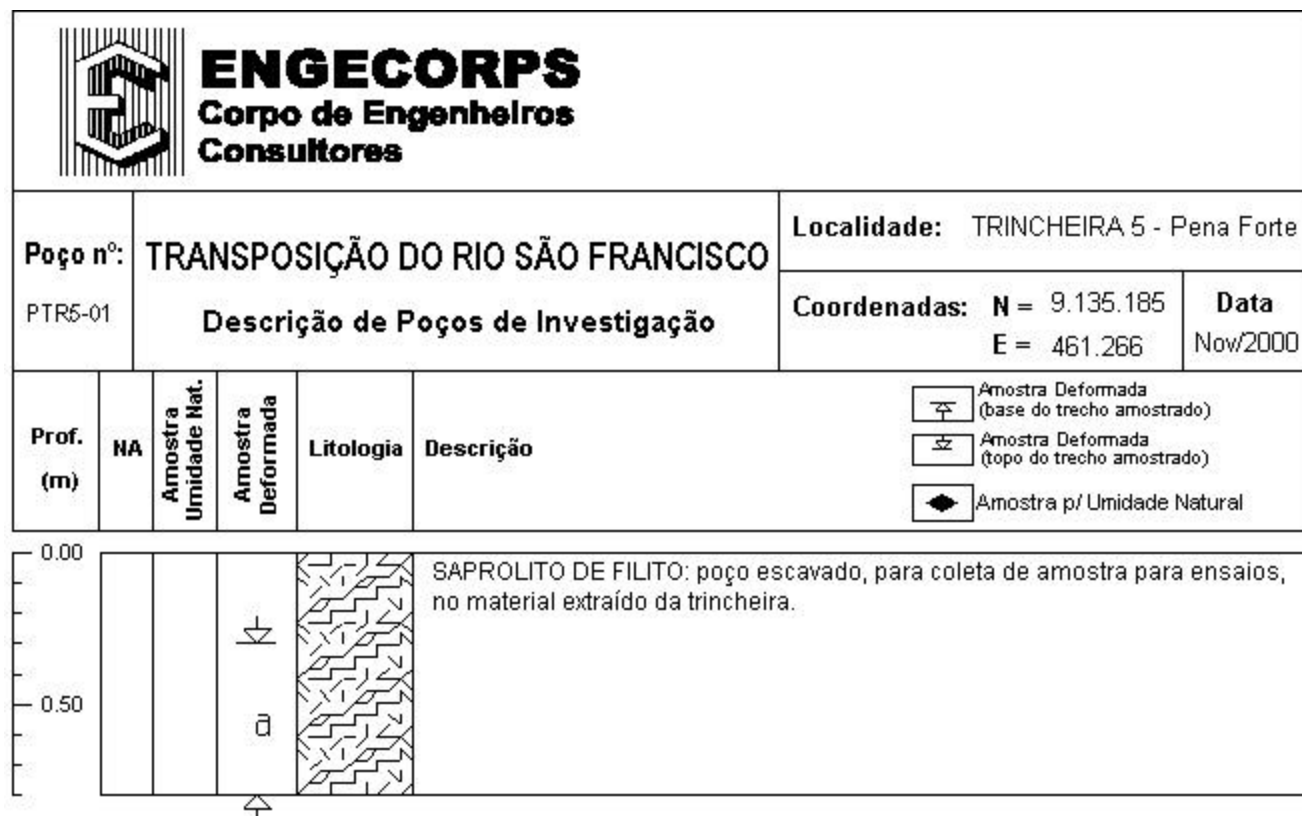 ENGECORPS
Corpo de Engenheiros
Consultores
Poço nº:
PTR5-01
TRANSPOSIÇÃO DO RIO SÃO FRANCISCO
Descrição de Poços de Investigação
Localidade: TRINCHEIRA 5 - Pena Forte
Coordenadas: N = 9.135.185
E = 461.266
Data
Nov/2000
Prof.
(m)
NA
Amostra
Umidade Nat.
Amostra
Deformada
Litologia
Descrição
Amostra Deformada
(base do trecho amostrado)
Amostra Deformada
(topo do trecho amostrado)
Amostra p/ Umidade Natural
0.00
SAPROLITO DE FILITO: poço escavado, para coleta de amostra para ensaios,
no material extraído da trincheira.
0.50
a